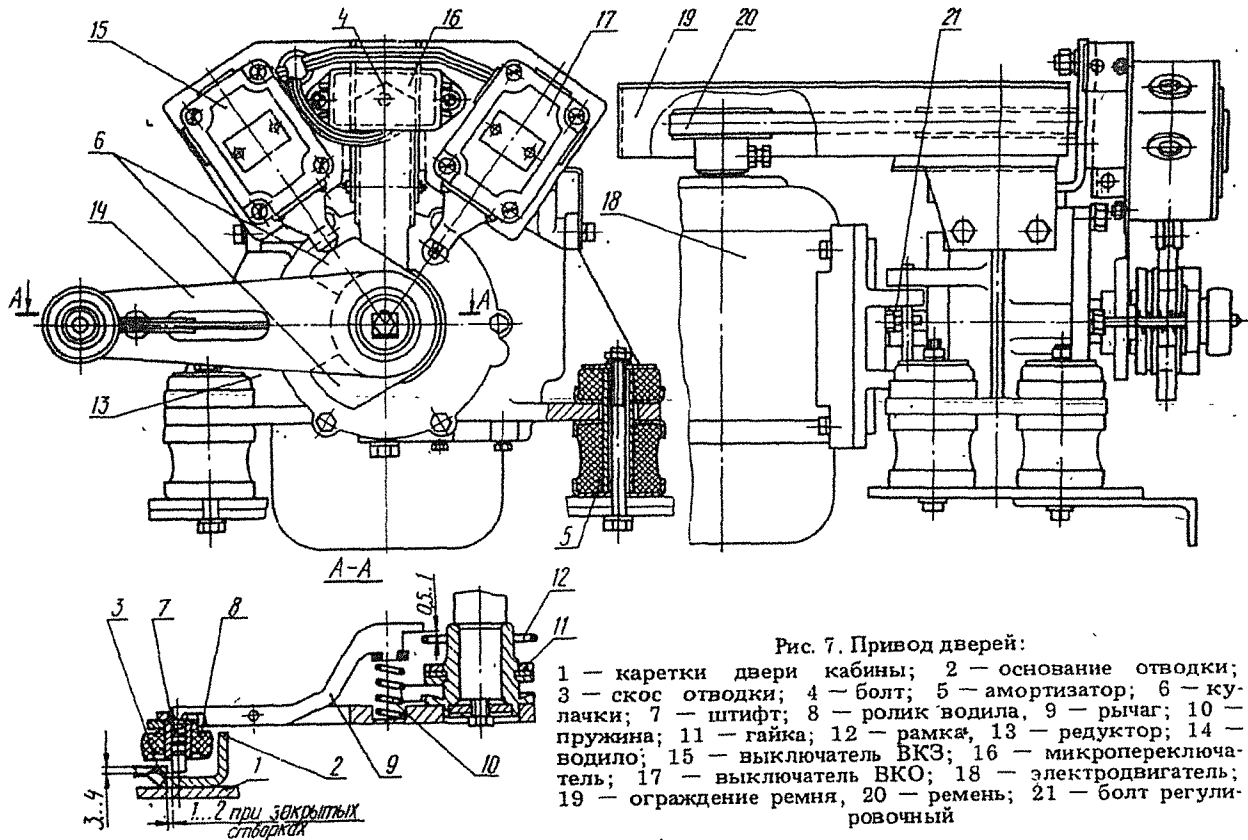 15
4
16
17
19
20
21
6
14
18
А
А
13
5
А-А
3
7
8
0,5..1
12
11
9
10
2
1
3...4
1...2 при закрытых
створках
Рис. 7. Привод дверей:
1 — каретки двери кабины; 2 — основание отводки;
3 — скос отводки; 4 — болт; 5 — амортизатор; 6 — ку-
лачки; 7 — штифт; 8 — ролик водила, 9 — рычаг; 10 —
пружина; 11 — гайка; 12 — рамка, 13 — редуктор; 14 —
водило; 15 — выключатель ВКЗ; 16 — микропереключа-
тель; 17 — выключатель ВКО; 18 — электродвигатель;
19 — ограждение ремня, 20 — ремень; 21 — болт регули-
ровочный